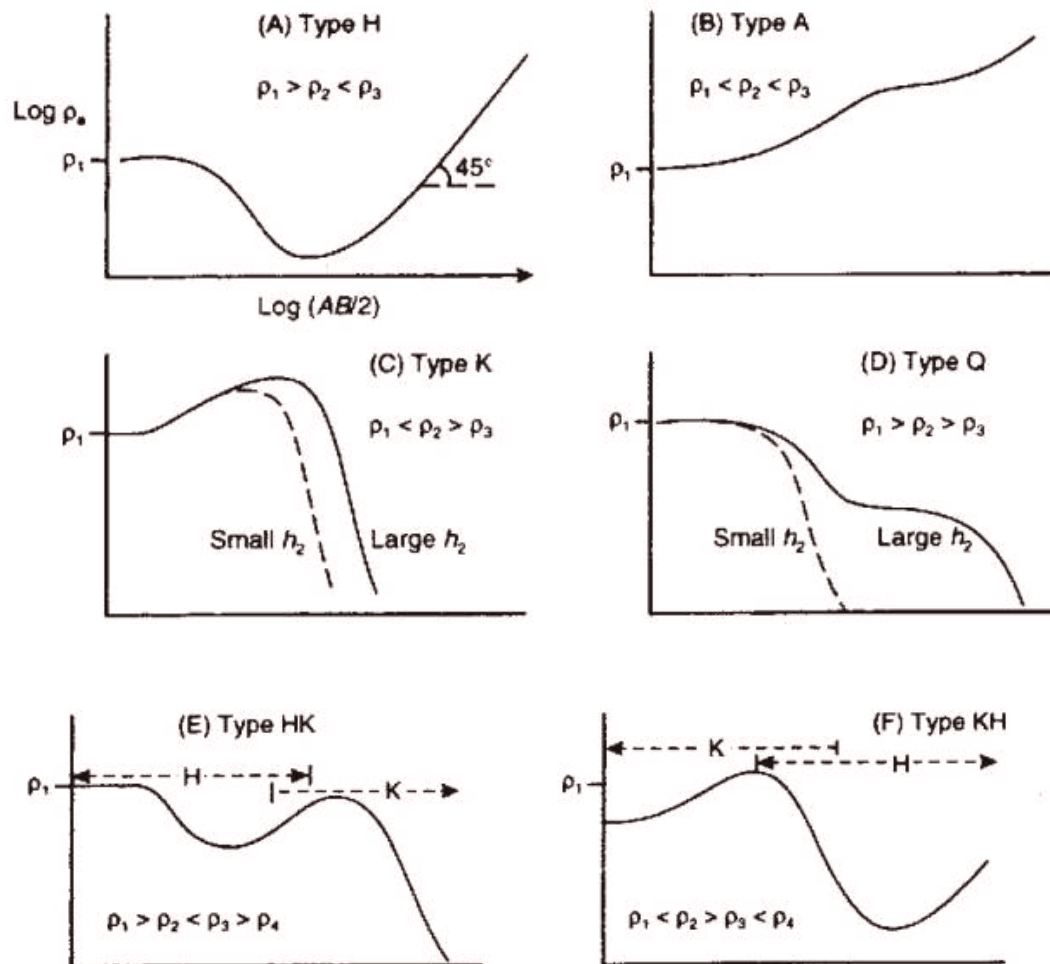 (A) Type H
ρ₁ > ρ₂ < ρ₃
Log ρₐ
ρ₁
45°
Log (AB/2)
(B) Type A
ρ₁ < ρ₂ < ρ₃
ρ₁
(C) Type K
ρ₁ < ρ₂ > ρ₃
ρ₁
Small h₂
Large h₂
(D) Type Q
ρ₁ > ρ₂ > ρ₃
ρ₁
Small h₂
Large h₂
(E) Type HK
H
K
ρ₁
ρ₁ > ρ₂ < ρ₃ > ρ₄
(F) Type KH
K
H
ρ₁
ρ₁ < ρ₂ > ρ₃ < ρ₄